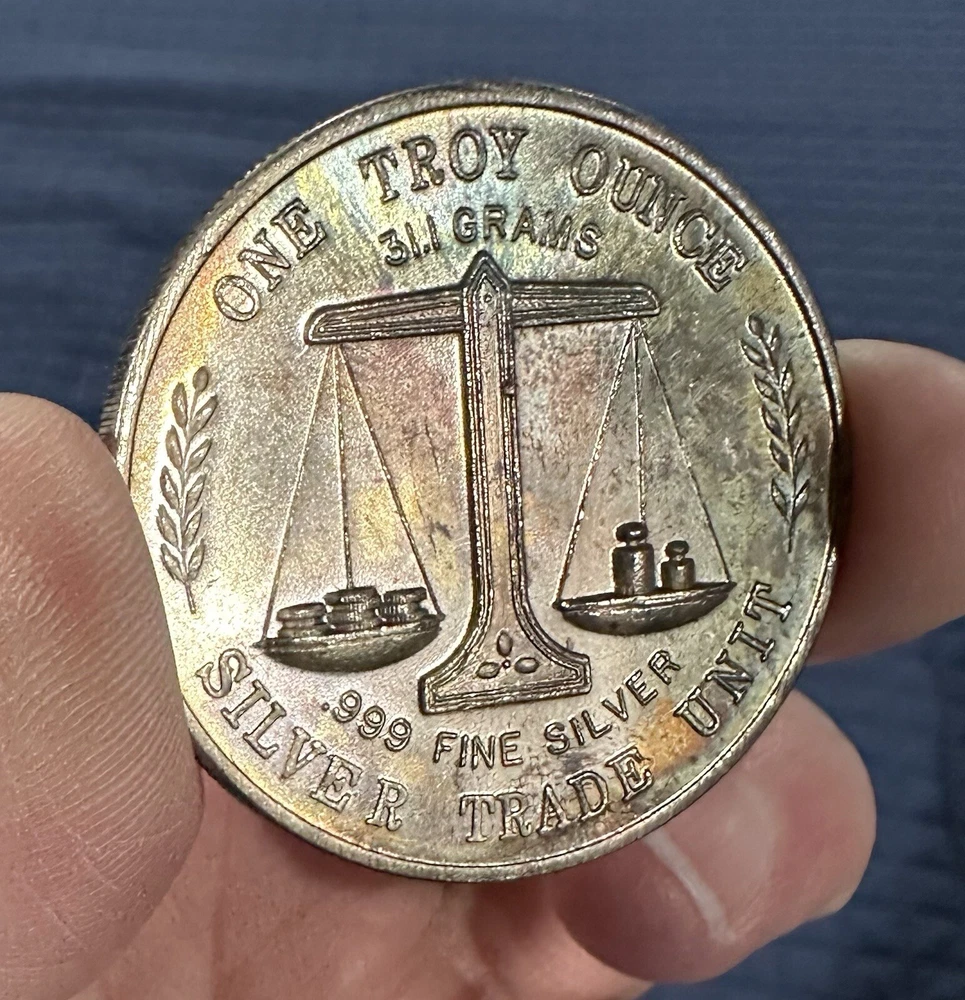 ONE TROY OUNCE
31.1 GRAMS
.999 FINE SILVER
SILVER TRADE UNIT